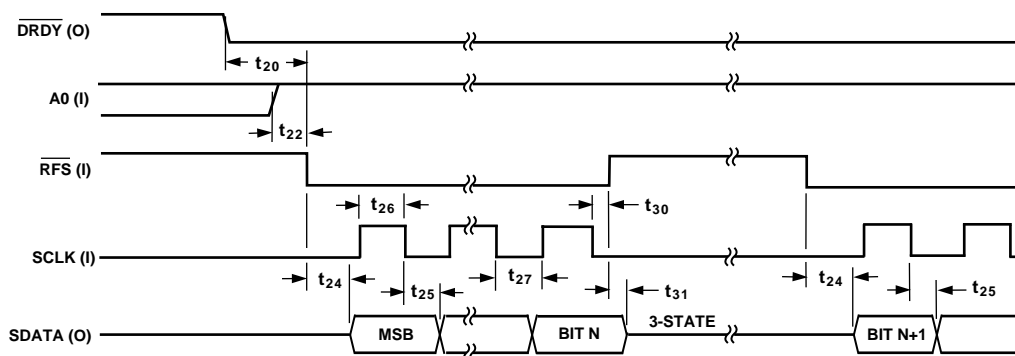 DRDY (O)
t20
A0 (I)
t22
RFS (I)
t26
t30
SCLK (I)
t24
t25
t27
t31
t24
t25
3-STATE
SDATA (O)
MSB
BIT N
BIT N+1